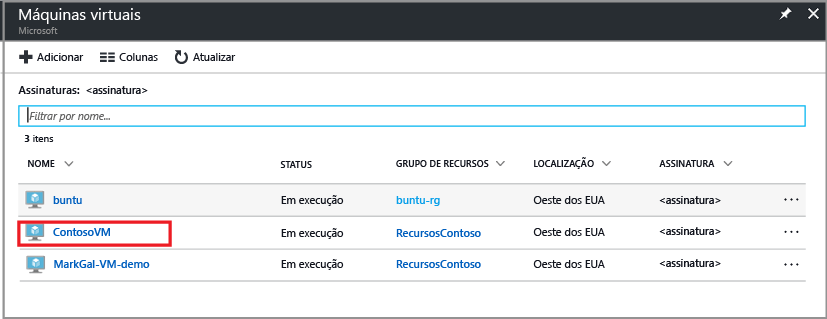 Máquinas virtuais
Microsoft
Adicionar Colunas Atualizar
Assinaturas: <assinatura>
Filtrar por nome...
3 itens
NOME STATUS GRUPO DE RECURSOS LOCALIZAÇÃO ASSINATURA
buntu Em execução buntu-rg Oeste dos EUA <assinatura> ...
ContosoVM Em execução RecursosContoso Oeste dos EUA <assinatura> ...
MarkGal-VM-demo Em execução RecursosContoso Oeste dos EUA <assinatura> ...